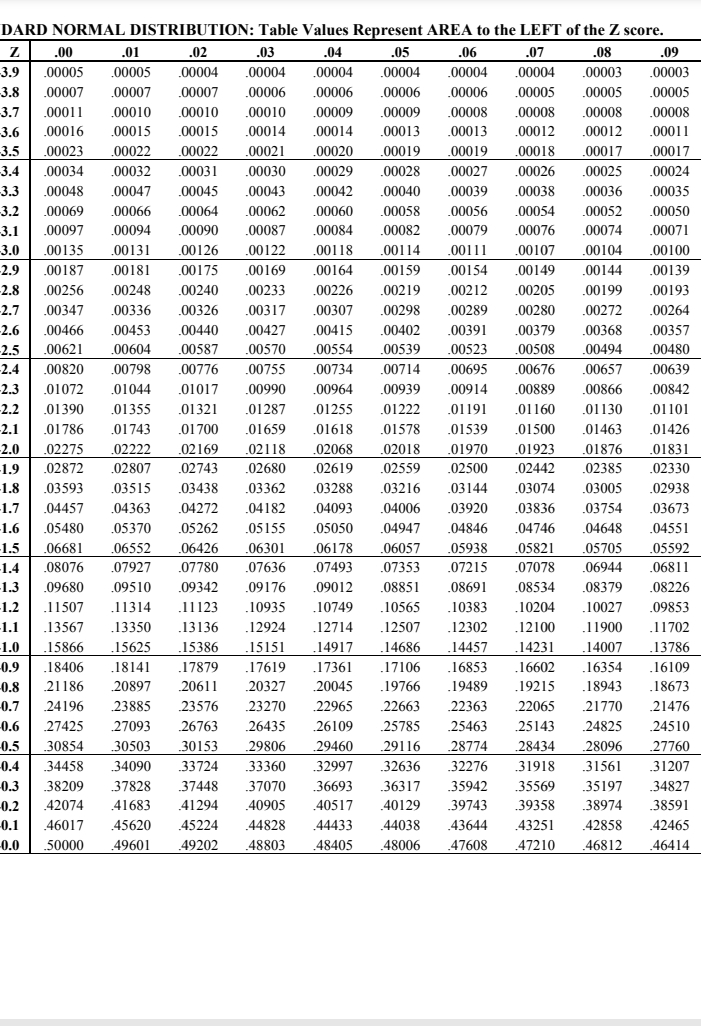 DARD NORMAL DISTRIBUTION: Table Values Represent AREA to the LEFT of the Z score.
Z .00 .01 .02 .03 .04 .05 .06 .07 .08 .09
-3.9 .00005 .00005 .00004 .00004 .00004 .00004 .00004 .00004 .00003 .00003
-3.8 .00007 .00007 .00007 .00006 .00006 .00006 .00006 .00005 .00005 .00005
-3.7 .00011 .00010 .00010 .00010 .00009 .00009 .00008 .00008 .00008 .00008
-3.6 .00016 .00015 .00015 .00014 .00014 .00013 .00013 .00012 .00012 .00011
-3.5 .00023 .00022 .00022 .00021 .00020 .00019 .00019 .00018 .00017 .00017
-3.4 .00034 .00032 .00031 .00030 .00029 .00028 .00027 .00026 .00025 .00024
-3.3 .00048 .00047 .00045 .00043 .00042 .00040 .00039 .00038 .00036 .00035
-3.2 .00069 .00066 .00064 .00062 .00060 .00058 .00056 .00054 .00052 .00050
-3.1 .00097 .00094 .00090 .00087 .00084 .00082 .00079 .00076 .00074 .00071
-3.0 .00135 .00131 .00126 .00122 .00118 .00114 .00111 .00107 .00104 .00100
-2.9 .00187 .00181 .00175 .00169 .00164 .00159 .00154 .00149 .00144 .00139
-2.8 .00256 .00248 .00240 .00233 .00226 .00219 .00212 .00205 .00199 .00193
-2.7 .00347 .00336 .00326 .00317 .00307 .00298 .00289 .00280 .00272 .00264
-2.6 .00466 .00453 .00440 .00427 .00415 .00402 .00391 .00379 .00368 .00357
-2.5 .00621 .00604 .00587 .00570 .00554 .00539 .00523 .00508 .00494 .00480
-2.4 .00820 .00798 .00776 .00755 .00734 .00714 .00695 .00676 .00657 .00639
-2.3 .01072 .01044 .01017 .00990 .00964 .00939 .00914 .00889 .00866 .00842
-2.2 .01390 .01355 .01321 .01287 .01255 .01222 .01191 .01160 .01130 .01101
-2.1 .01786 .01743 .01700 .01659 .01618 .01578 .01539 .01500 .01463 .01426
-2.0 .02275 .02222 .02169 .02118 .02068 .02018 .01970 .01923 .01876 .01831
-1.9 .02872 .02807 .02743 .02680 .02619 .02559 .02500 .02442 .02385 .02330
-1.8 .03593 .03515 .03438 .03362 .03288 .03216 .03144 .03074 .03005 .02938
-1.7 .04457 .04363 .04272 .04182 .04093 .04006 .03920 .03836 .03754 .03673
-1.6 .05480 .05370 .05262 .05155 .05050 .04947 .04846 .04746 .04648 .04551
-1.5 .06681 .06552 .06426 .06301 .06178 .06057 .05938 .05821 .05705 .05592
-1.4 .08076 .07927 .07780 .07636 .07493 .07353 .07215 .07078 .06944 .06811
-1.3 .09680 .09510 .09342 .09176 .09012 .08851 .08691 .08534 .08379 .08226
-1.2 .11507 .11314 .11123 .10935 .10749 .10565 .10383 .10204 .10027 .09853
-1.1 .13567 .13350 .13136 .12924 .12714 .12507 .12302 .12100 .11900 .11702
-1.0 .15866 .15625 .15386 .15151 .14917 .14686 .14457 .14231 .14007 .13786
-0.9 .18406 .18141 .17879 .17619 .17361 .17106 .16853 .16602 .16354 .16109
-0.8 .21186 .20897 .20611 .20327 .20045 .19766 .19489 .19215 .18943 .18673
-0.7 .24196 .23885 .23576 .23270 .22965 .22663 .22363 .22065 .21770 .21476
-0.6 .27425 .27093 .26763 .26435 .26109 .25785 .25463 .25143 .24825 .24510
-0.5 .30854 .30503 .30153 .29806 .29460 .29116 .28774 .28434 .28096 .27760
-0.4 .34458 .34090 .33724 .33360 .32997 .32636 .32276 .31918 .31561 .31207
-0.3 .38209 .37828 .37448 .37070 .36693 .36317 .35942 .35569 .35197 .34827
-0.2 .42074 .41683 .41294 .40905 .40517 .40129 .39743 .39358 .38974 .38591
-0.1 .46017 .45620 .45224 .44828 .44433 .44038 .43644 .43251 .42858 .42465
-0.0 .50000 .49601 .49202 .48803 .48405 .48006 .47608 .47210 .46812 .46414